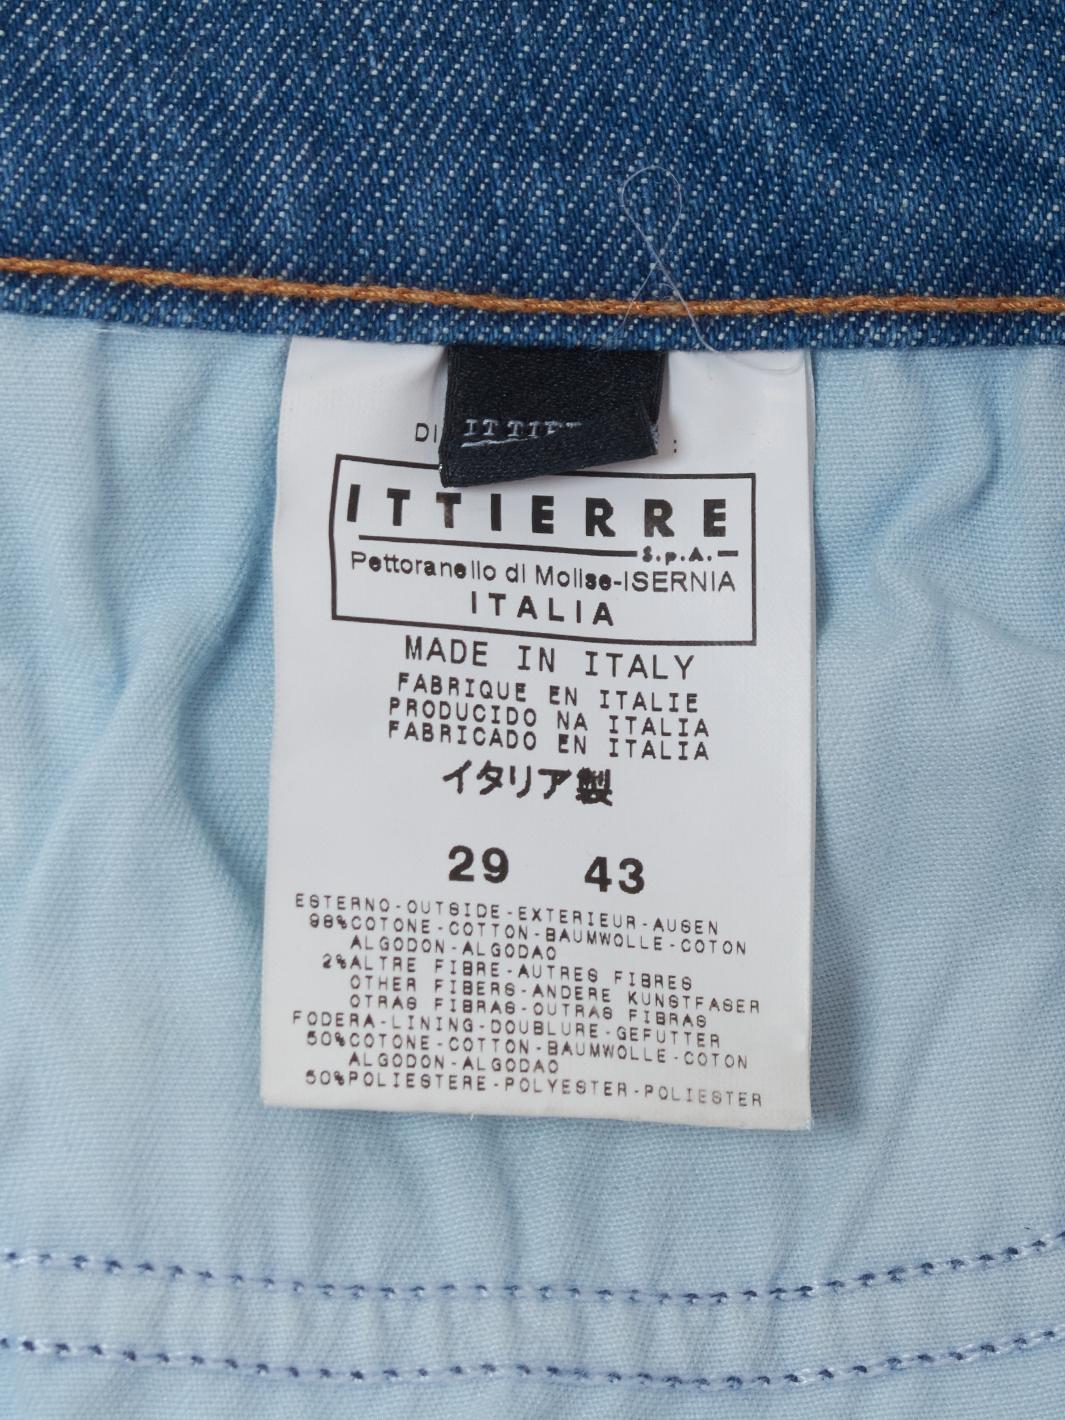 DI :
ITTIERRE
S.p.A.
Pettoranello di Molise-ISERNIA
ITALIA
MADE IN ITALY
FABRIQUE EN ITALIE
PRODUCIDO NA ITALIA
FABRICADO EN ITALIA
イタリア製
29 43
ESTERNO-OUTSIDE-EXTERIEUR-AUSEN
98%COTONE-COTTON-BAUMWOLLE-COTON
ALGODON-ALGODAO
2%ALTRE FIBRE-AUTRES FIBRES
OTHER FIBERS-ANDERE KUNSTFASER
OTRAS FIBRAS-OUTRAS FIBRAS
FODERA-LINING-DOUBLURE-GEFUTTER
50%COTONE-COTTON-BAUMWOLLE-COTON
ALGODON-ALGODAO
50%POLIESTERE-POLYESTER-POLIESTER